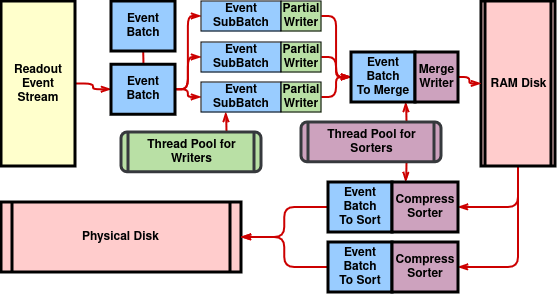 Readout
Event
Stream
Event
Batch
Event
Batch
Event
SubBatch
Partial
Writer
Event
SubBatch
Partial
Writer
Event
SubBatch
Partial
Writer
Event
Batch
To Merge
Merge
Writer
RAM Disk
Thread Pool for
Writers
Thread Pool for
Sorters
Physical Disk
Event
Batch
To Sort
Compress
Sorter
Event
Batch
To Sort
Compress
Sorter